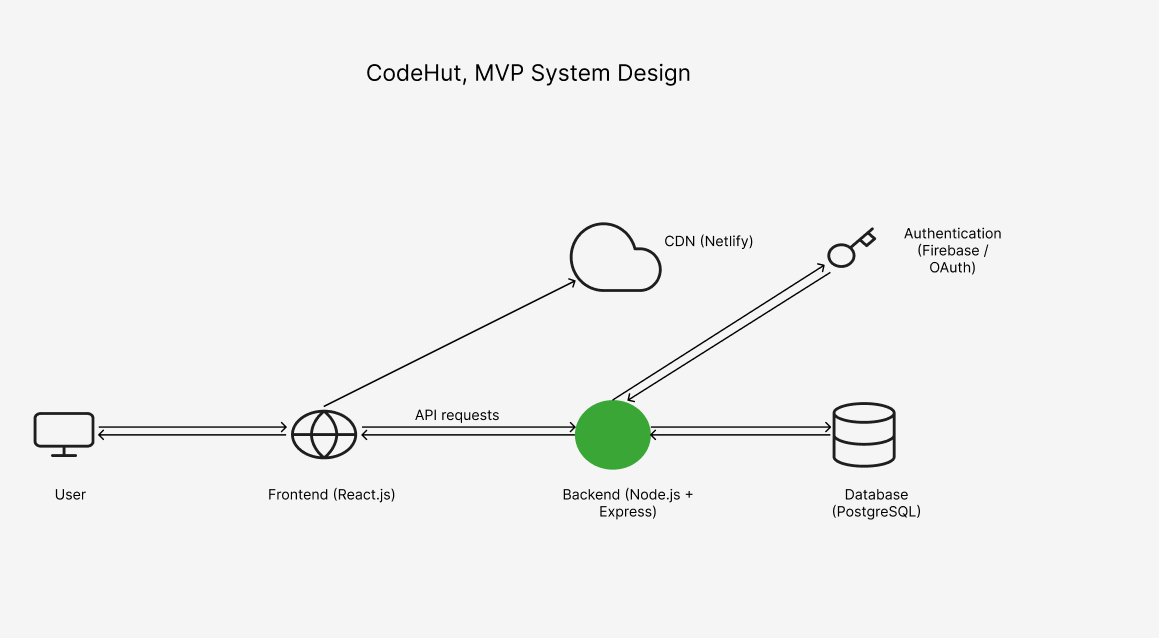 CodeHut, MVP System Design
CDN (Netlify)
Authentication
(Firebase /
OAuth)
API requests
User
Frontend (React.js)
Backend (Node.js +
Express)
Database
(PostgreSQL)